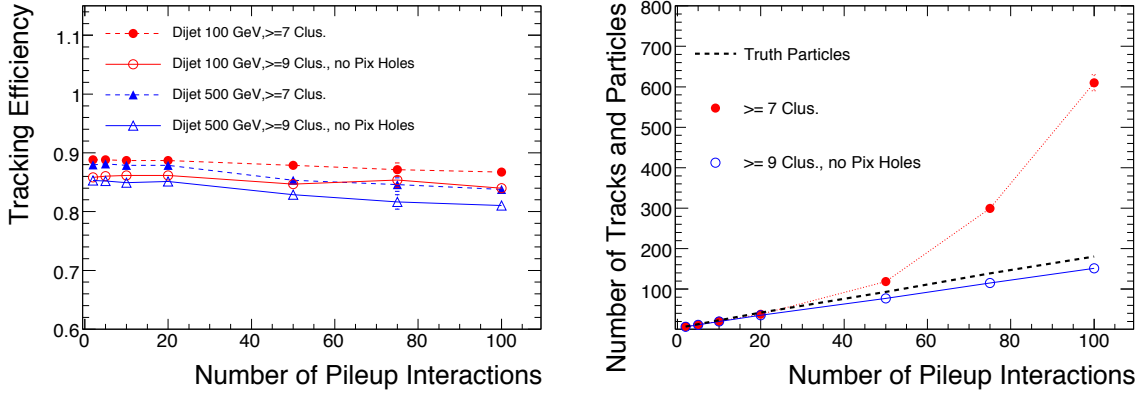 Tracking Efficiency
1.1
1
0.9
0.8
0.7
0.6
Dijet 100 GeV,>=7 Clus.
Dijet 100 GeV,>=9 Clus., no Pix Holes
Dijet 500 GeV,>=7 Clus.
Dijet 500 GeV,>=9 Clus., no Pix Holes
0 20 40 60 80 100
Number of Pileup Interactions
Number of Tracks and Particles
800
700
600
500
400
300
200
100
Truth Particles
>= 7 Clus.
>= 9 Clus., no Pix Holes
0 20 40 60 80 100
Number of Pileup Interactions